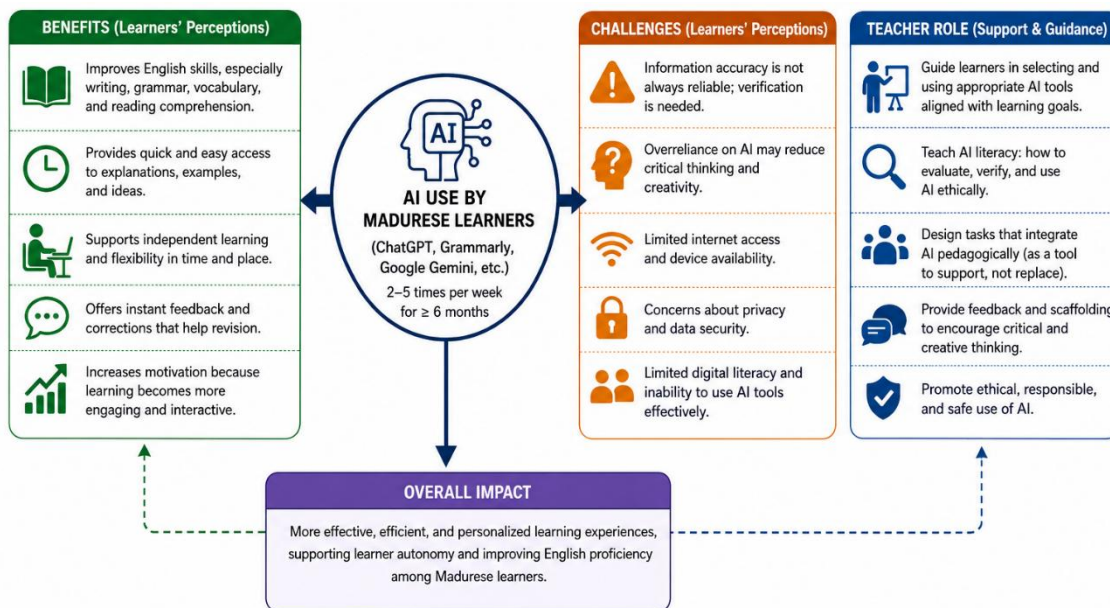 BENEFITS (Learners' Perceptions)
Improves English skills, especially
writing, grammar, vocabulary,
and reading comprehension.
Provides quick and easy access
to explanations, examples,
and ideas.
Supports independent learning
and flexibility in time and place.
Offers instant feedback and
corrections that help revision.
Increases motivation because
learning becomes more
engaging and interactive.
AI
AI USE BY
MADURESE LEARNERS
(ChatGPT, Grammarly,
Google Gemini, etc.)
2–5 times per week
for ≥ 6 months
CHALLENGES (Learners' Perceptions)
Information accuracy is not
always reliable; verification
is needed.
?
Overreliance on AI may reduce
critical thinking and
creativity.
Limited internet access
and device availability.
Concerns about privacy
and data security.
Limited digital literacy and
inability to use AI tools
effectively.
TEACHER ROLE (Support & Guidance)
Guide learners in selecting and
using appropriate AI tools
aligned with learning goals.
Teach AI literacy: how to
evaluate, verify, and use
AI ethically.
Design tasks that integrate
AI pedagogically (as a tool
to support, not replace).
Provide feedback and scaffolding
to encourage critical and
creative thinking.
Promote ethical, responsible,
and safe use of AI.
OVERALL IMPACT
More effective, efficient, and personalized learning experiences,
supporting learner autonomy and improving English proficiency
among Madurese learners.